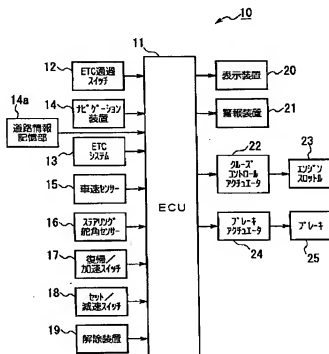 10
11
12
ETC通過
スイッチ
14
ナビゲーション
装置
14a
道路情報
記憶部
13
ETC
システム
15
車速センサー
16
ステアリング
舵角センサー
17
復帰/
加速スイッチ
18
セット/
減速スイッチ
19
解除装置
ECU
表示装置
20
警報装置
21
22
クルーズ
コントロール
アクチュエータ
23
エンジン
スロットル
ブレーキ
アクチュエータ
24
ブレーキ
25